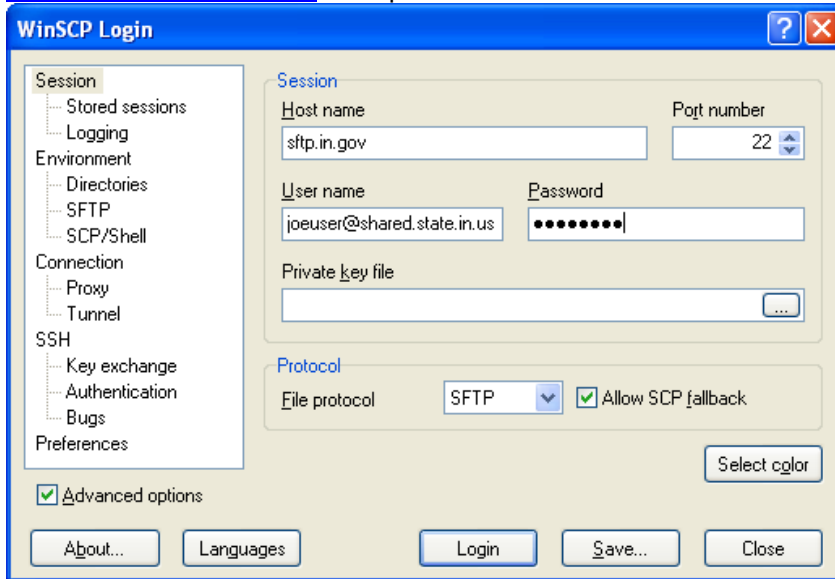 WinSCP Login
Session
Stored sessions
Logging
Environment
Directories
SFTP
SCP/Shell
Connection
Proxy
Tunnel
SSH
Key exchange
Authentication
Bugs
Preferences
Advanced options
Session
Host name Port number
sftp.in.gov 22
User name Password
joeuser@shared.state.in.us ●●●●●●●●
Private key file
...
Protocol
File protocol SFTP Allow SCP fallback
Select color
About... Languages Login Save... Close